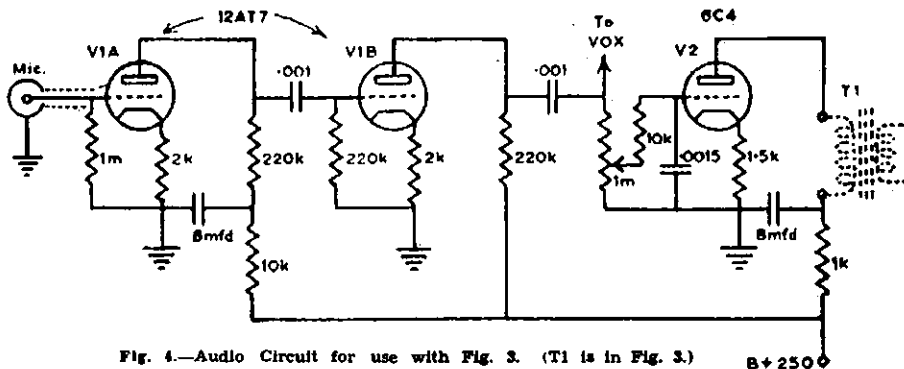 12AT7
6C4
V1A
V1B
V2
To
VOX
Mic.
T1
.001
.001
1m
2k
220k
220k
2k
220k
1m
10k
.0015
1.5k
8mfd
8mfd
10k
1k
B+250
Fig. 4.—Audio Circuit for use with Fig. 3. (T1 is in Fig. 3.)